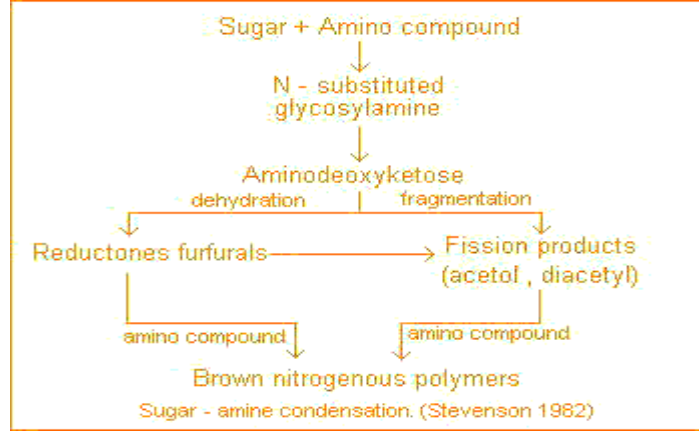 Sugar + Amino compound
N - substituted
glycosylamine
Aminodeoxyketose
dehydration
fragmentation
Reductones furfurals
Fission products
(acetol , diacetyl)
amino compound
amino compound
Brown nitrogenous polymers
Sugar - amine condensation. (Stevenson 1982)